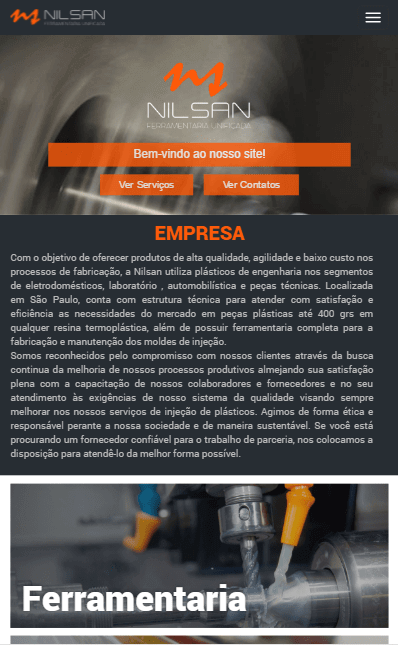 NILSAN
FERRAMENTARIA UNIFICADA
NILSAN
FERRAMENTARIA UNIFICADA
Bem-vindo ao nosso site!
Ver Serviços
Ver Contatos
EMPRESA
Com o objetivo de oferecer produtos de alta qualidade, agilidade e baixo custo nos
processos de fabricação, a Nilsan utiliza plásticos de engenharia nos segmentos
de eletrodomésticos, laboratório , automobilística e peças técnicas. Localizada
em São Paulo, conta com estrutura técnica para atender com satisfação e
eficiência as necessidades do mercado em peças plásticas até 400 grs em
qualquer resina termoplástica, além de possuir ferramentaria completa para a
fabricação e manutenção dos moldes de injeção.
Somos reconhecidos pelo compromisso com nossos clientes através da busca
continua da melhoria de nossos processos produtivos almejando sua satisfação
plena com a capacitação de nossos colaboradores e fornecedores e no seu
atendimento às exigências de nosso sistema da qualidade visando sempre
melhorar nos nossos serviços de injeção de plásticos. Agimos de forma ética e
responsável perante a nossa sociedade e de maneira sustentável. Se você está
procurando um fornecedor confiável para o trabalho de parceria, nos colocamos a
disposição para atendê-lo da melhor forma possível.
Ferramentaria